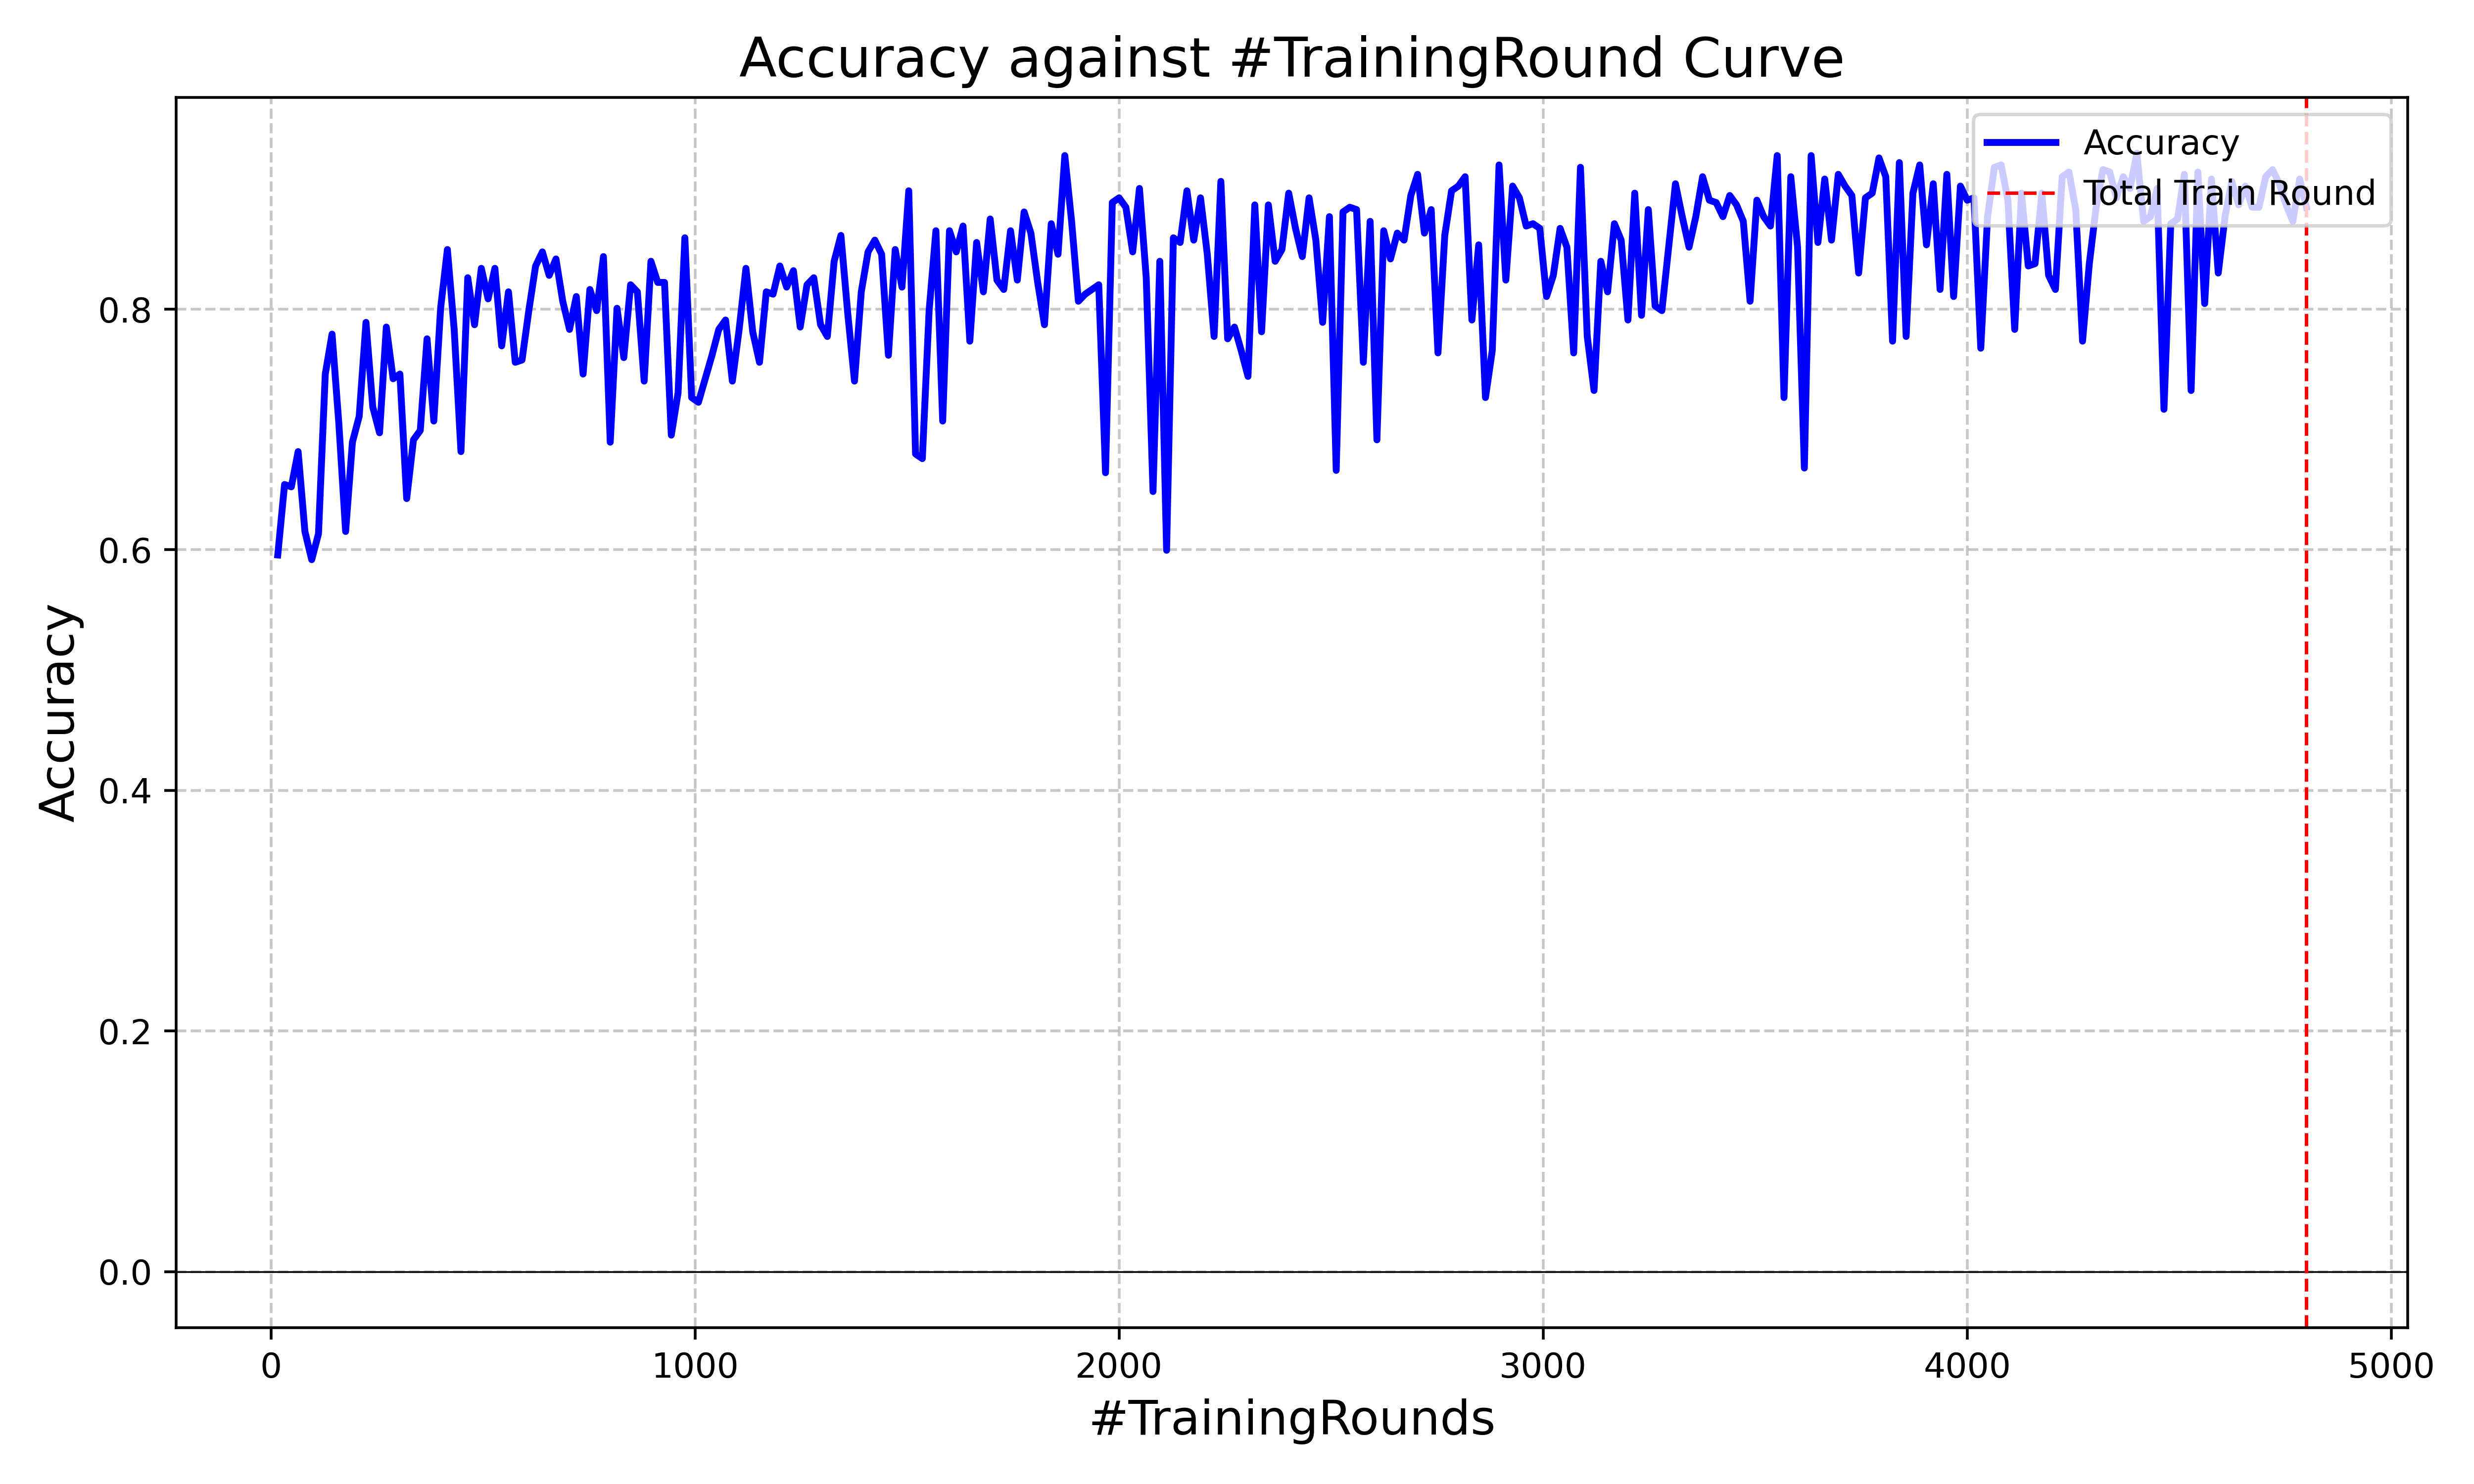 Accuracy against #TrainingRound Curve
Accuracy
Total Train Round
Accuracy
0.8
0.6
0.4
0.2
0.0
0 1000 2000 3000 4000 5000
#TrainingRounds